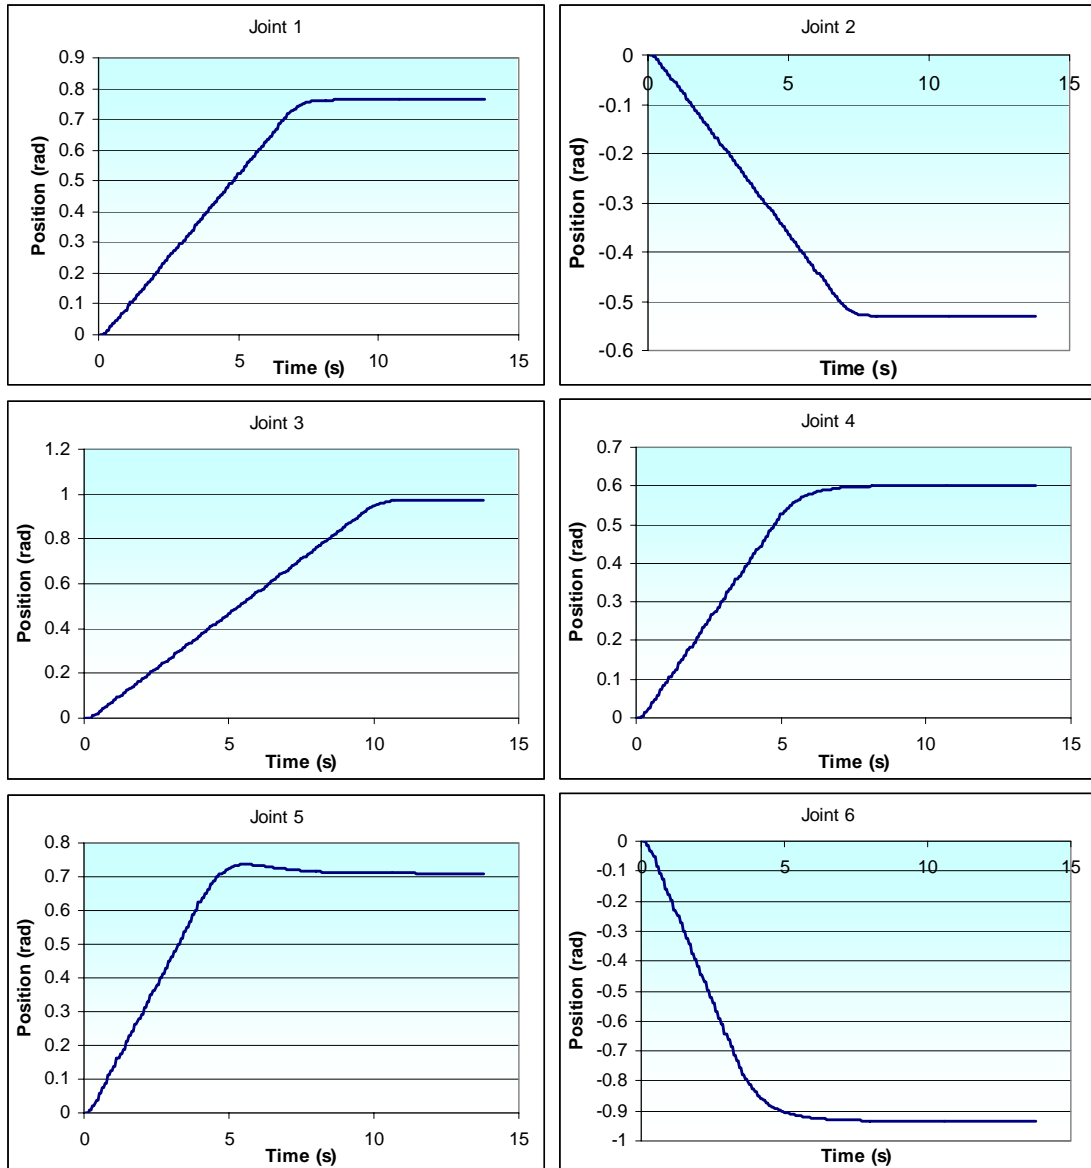 Joint 1
0.9
0.8
0.7
0.6
0.5
0.4
0.3
0.2
0.1
0
0 5 10 15
Position (rad)
Time (s)
Joint 2
0
-0.1
-0.2
-0.3
-0.4
-0.5
-0.6
0 5 10 15
Position (rad)
Time (s)
Joint 3
1.2
1
0.8
0.6
0.4
0.2
0
0 5 10 15
Position (rad)
Time (s)
Joint 4
0.7
0.6
0.5
0.4
0.3
0.2
0.1
0
0 5 10 15
Position (rad)
Time (s)
Joint 5
0.8
0.7
0.6
0.5
0.4
0.3
0.2
0.1
0
0 5 10 15
Position (rad)
Time (s)
Joint 6
0
-0.1
-0.2
-0.3
-0.4
-0.5
-0.6
-0.7
-0.8
-0.9
-1
0 5 10 15
Position (rad)
Time (s)